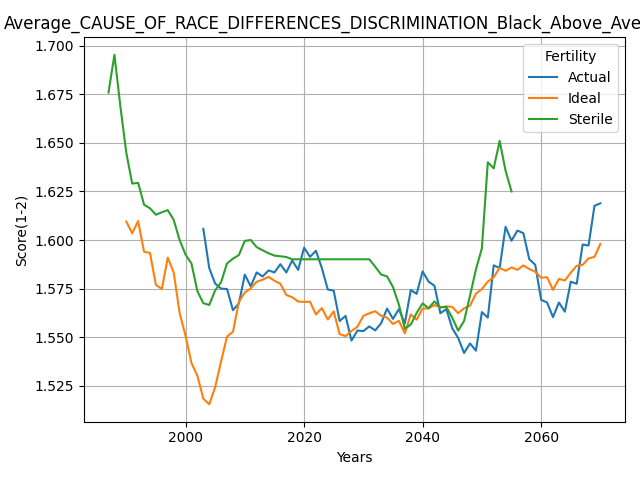 Average_CAUSE_OF_RACE_DIFFERENCES_DISCRIMINATION_Black_Above_Ave
Fertility
Actual
Ideal
Sterile
1.700
1.675
1.650
1.625
1.600
1.575
1.550
1.525
Score(1-2)
2000
2020
2040
2060
Years